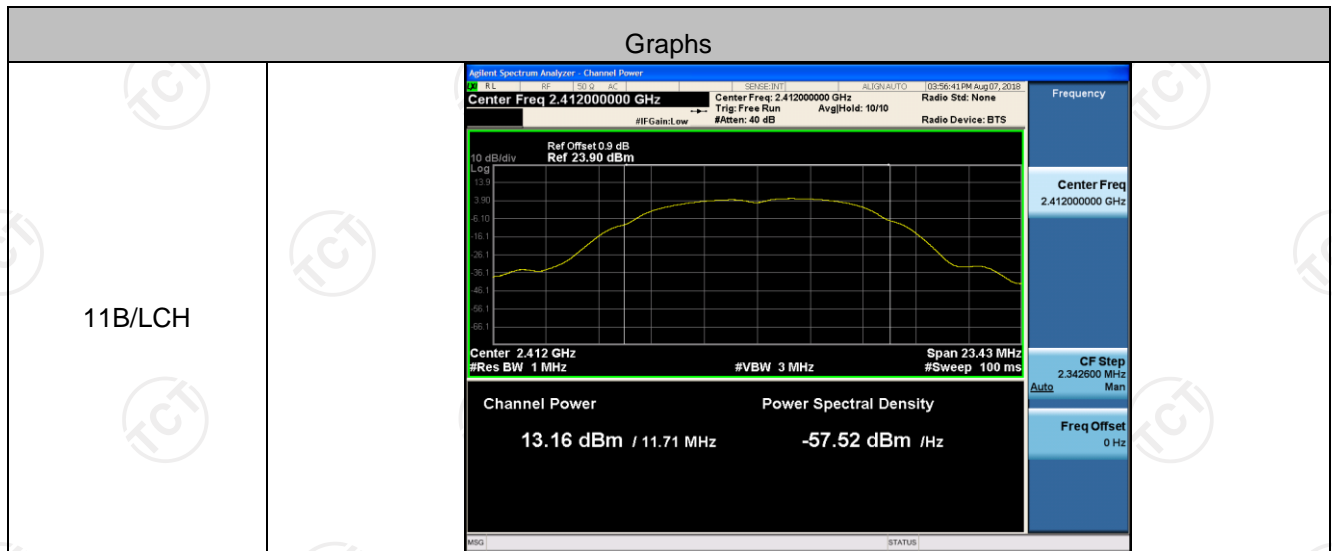 Graphs
11B/LCH
Agilent Spectrum Analyzer - Channel Power
RL RF 50 Ω AC SENSE:INT ALIGN AUTO 03:56:41 PM Aug 07, 2018
Center Freq 2.412000000 GHz
Center Freq: 2.412000000 GHz
Radio Std: None
Trig: Free Run Avg|Hold: 10/10
#IFGain:Low
#Atten: 40 dB
Radio Device: BTS
Ref Offset 0.9 dB
10 dB/div Ref 23.90 dBm
Log
13.9
3.90
-6.10
-16.1
-26.1
-36.1
-46.1
-56.1
-66.1
Center 2.412 GHz Span 23.43 MHz
#Res BW 1 MHz #VBW 3 MHz #Sweep 100 ms
Channel Power Power Spectral Density
13.16 dBm / 11.71 MHz -57.52 dBm /Hz
MSG STATUS
Frequency
Center Freq
2.412000000 GHz
CF Step
2.342600 MHz
Auto Man
Freq Offset
0 Hz
TCT
TCT
TCT
TCT
TCT
TCT